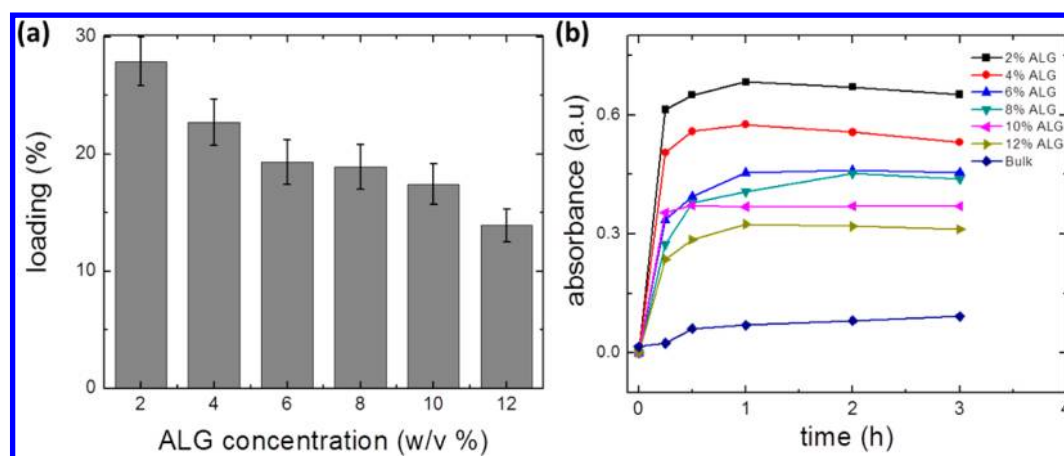 (a)
30
20
10
0
loading (%)
2 4 6 8 10 12
ALG concentration (w/v %)
(b)
0.6
0.3
0.0
absorbance (a.u)
0 1 2 3 4
time (h)
2% ALG
4% ALG
6% ALG
8% ALG
10% ALG
12% ALG
Bulk